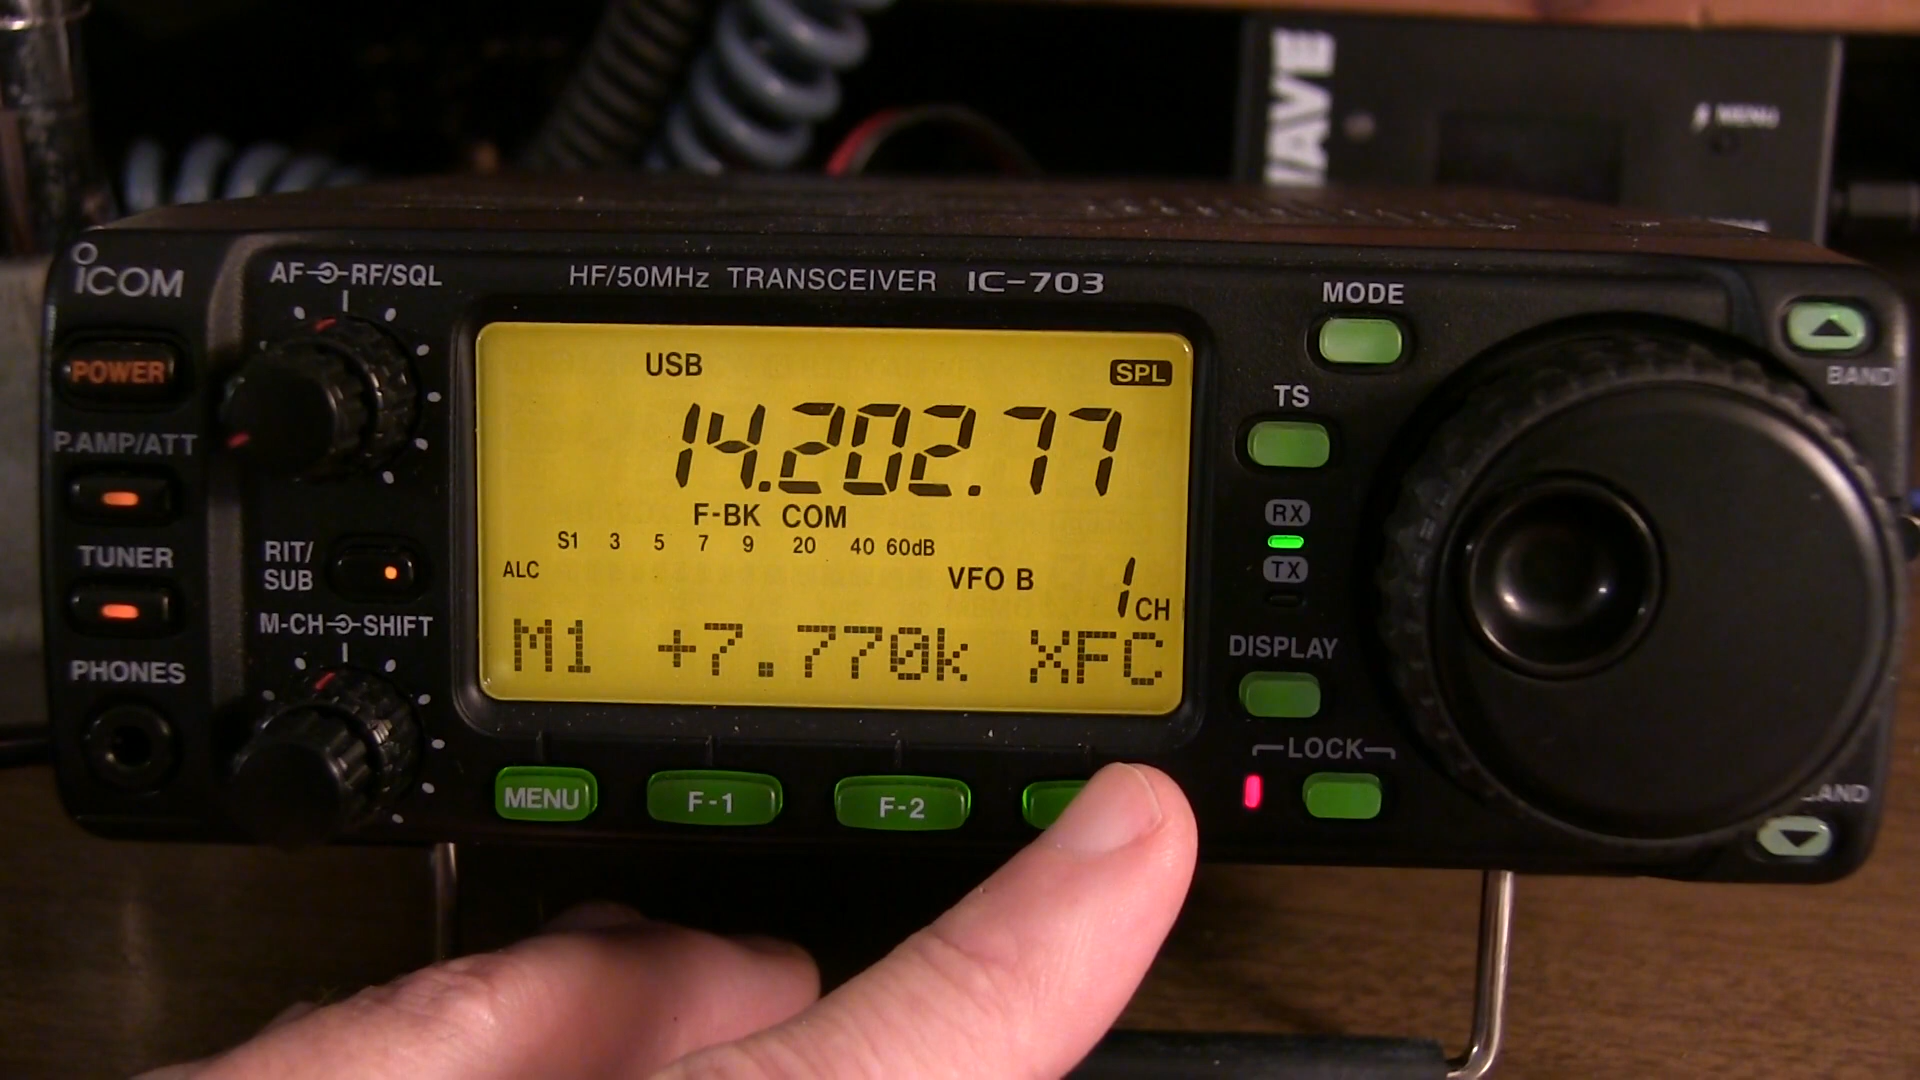 WAVE
MENU
ICOM
AF RF/SQL
HF/50MHz TRANSCEIVER IC-703
MODE
BAND
POWER
USB
SPL
TS
14.202.77
P.AMP/ATT
F-BK COM
RX
S1 3 5 7 9 20 40 60dB
TUNER
RIT/
SUB
ALC
VFO B
1CH
TX
M-CH SHIFT
M1 +7.770k XFC
DISPLAY
PHONES
LOCK
MENU
F-1
F-2
BAND